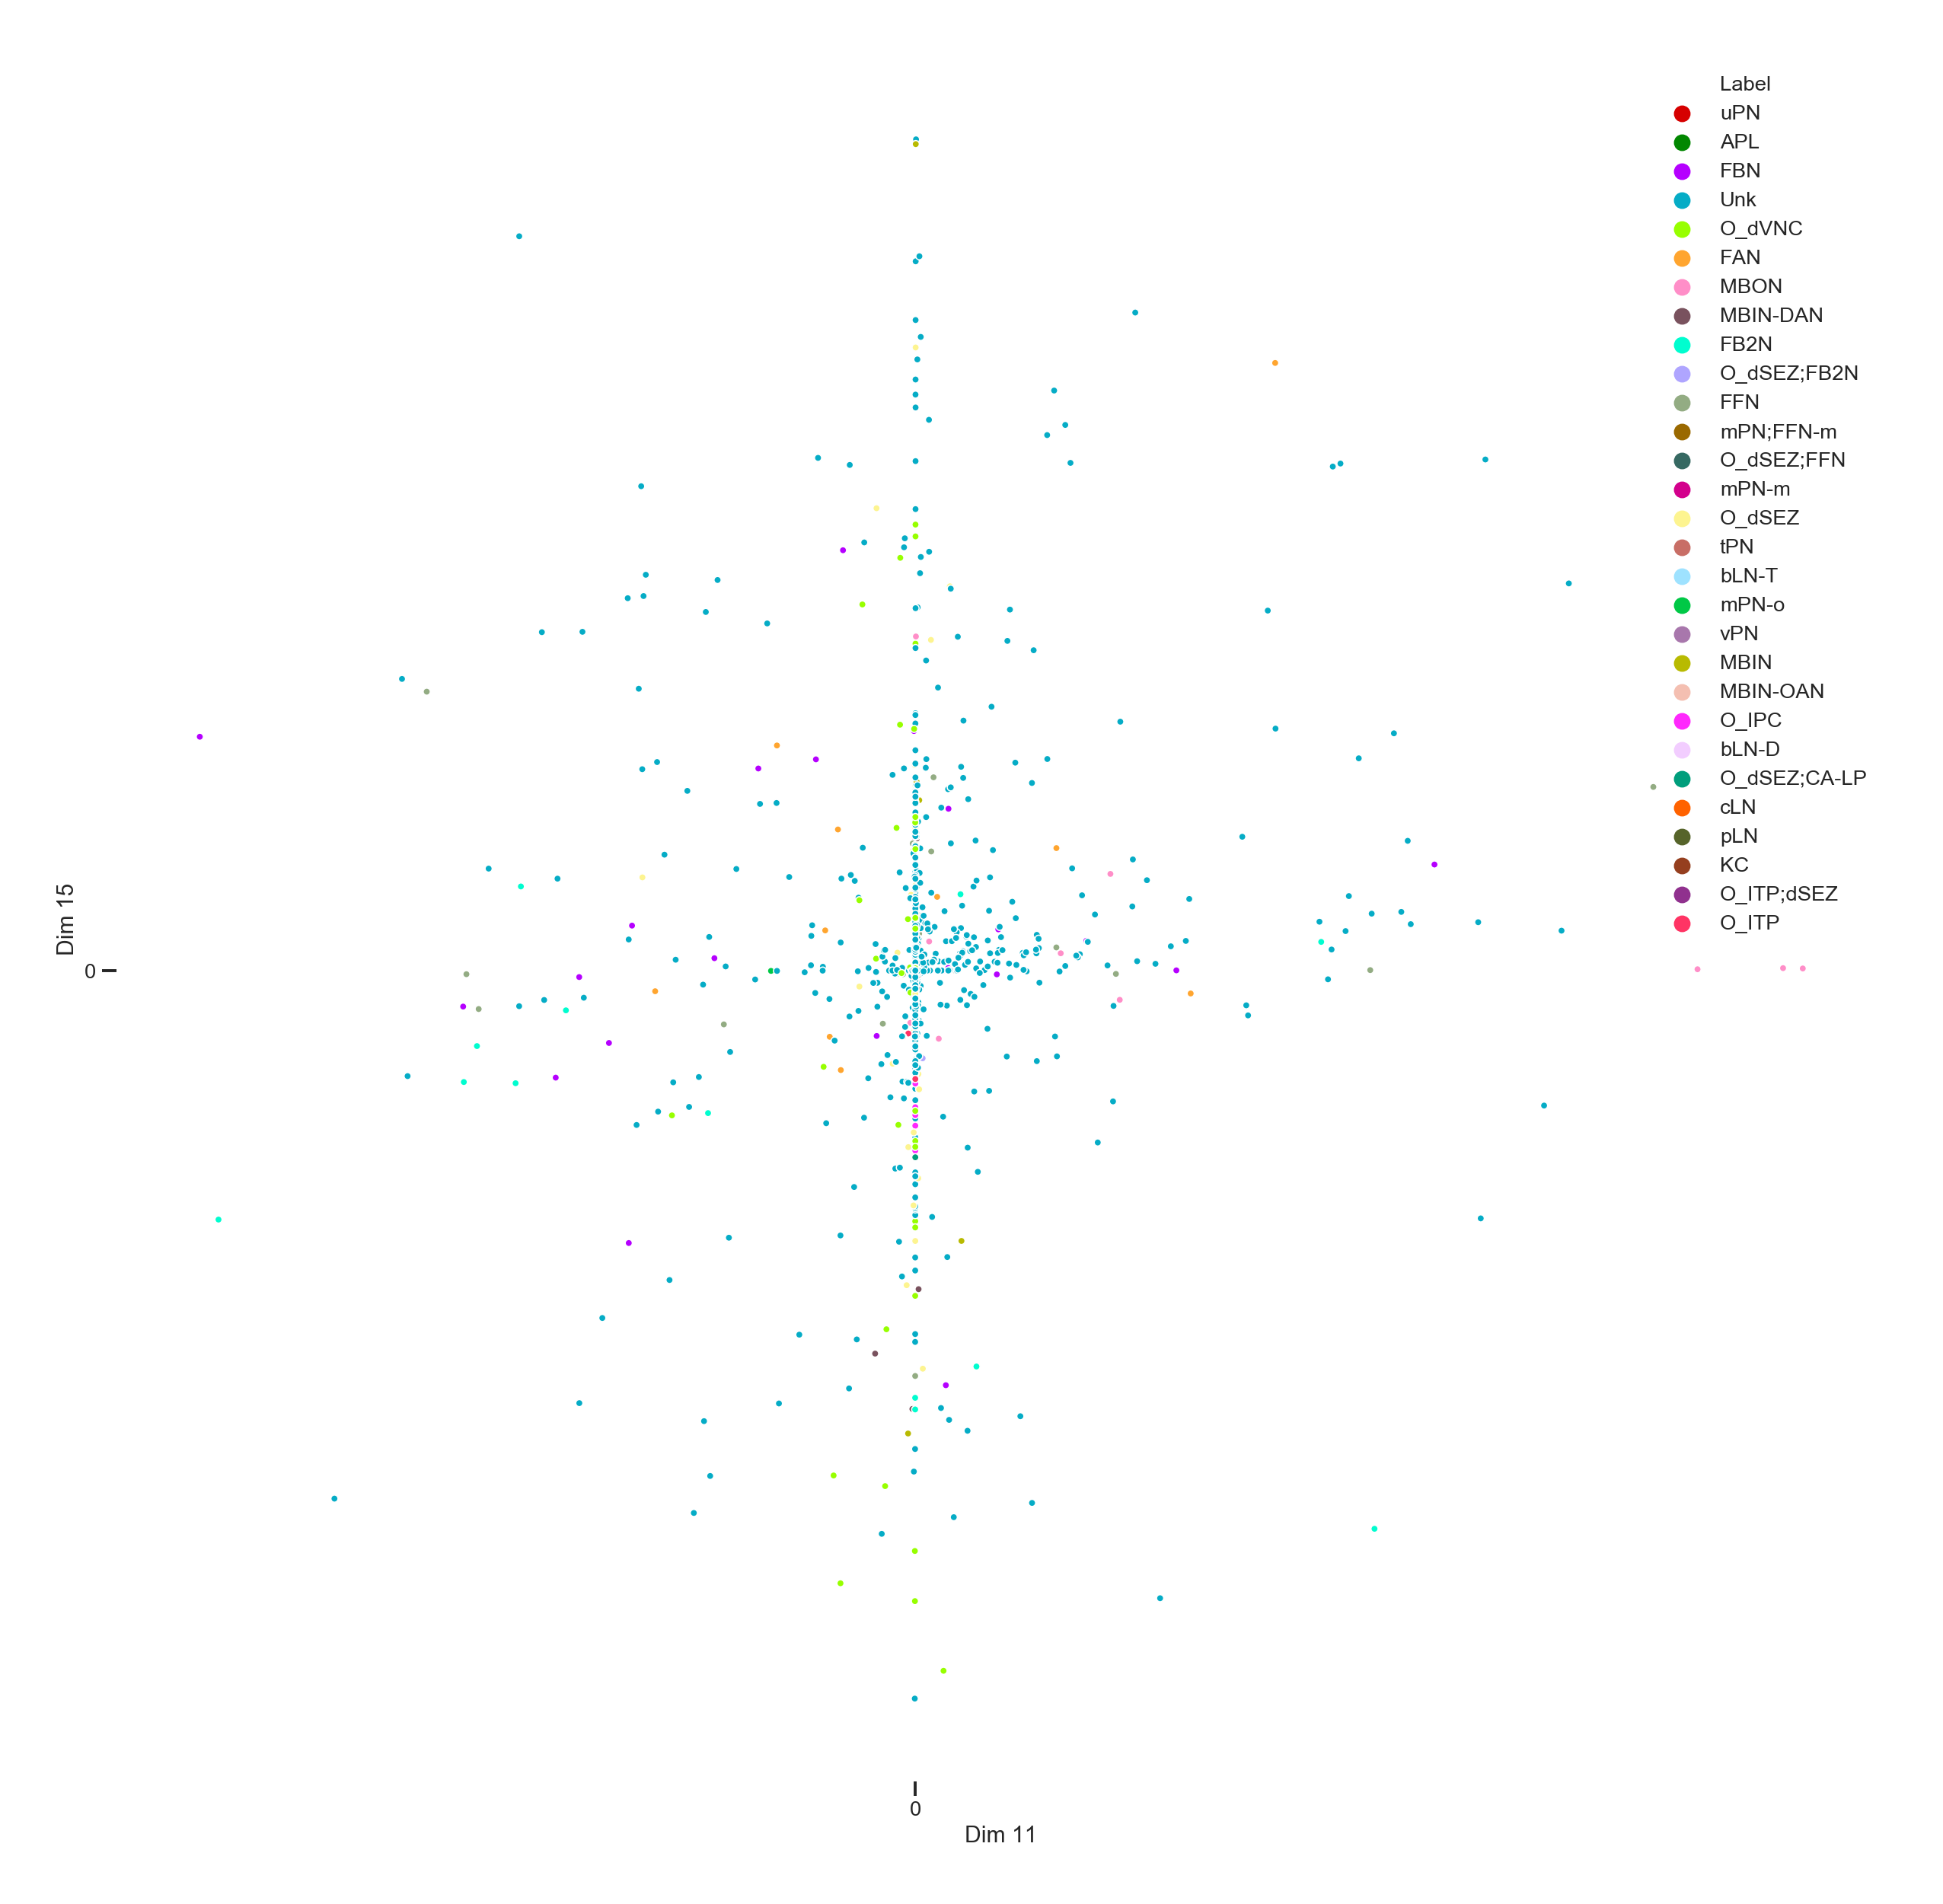 Label
uPN
APL
FBN
Unk
O_dVNC
FAN
MBON
MBIN-DAN
FB2N
O_dSEZ;FB2N
FFN
mPN;FFN-m
O_dSEZ;FFN
mPN-m
O_dSEZ
tPN
bLN-T
mPN-o
vPN
MBIN
MBIN-OAN
O_IPC
bLN-D
O_dSEZ;CA-LP
cLN
pLN
KC
O_ITP;dSEZ
O_ITP
Dim 15
0
0
Dim 11